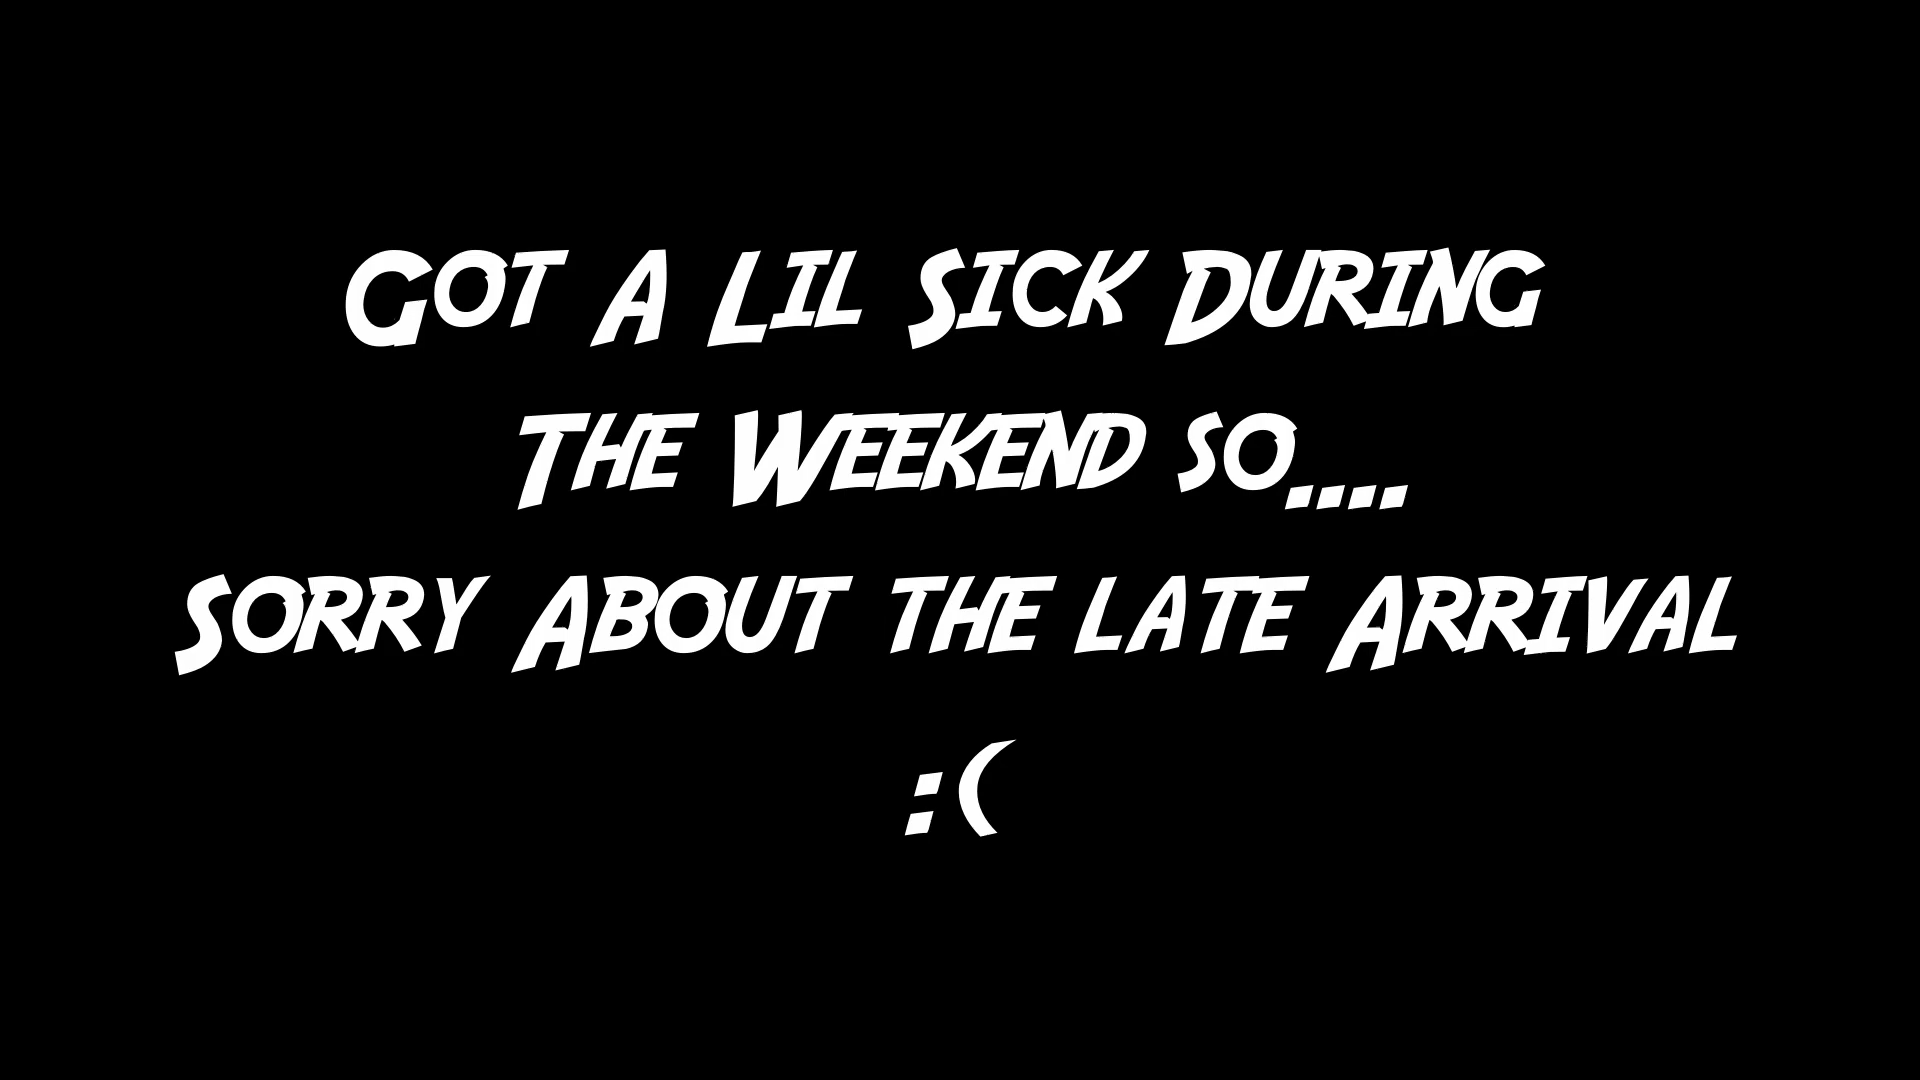 Got A Lil Sick During
The Weekend so....
Sorry About the late Arrival
:(